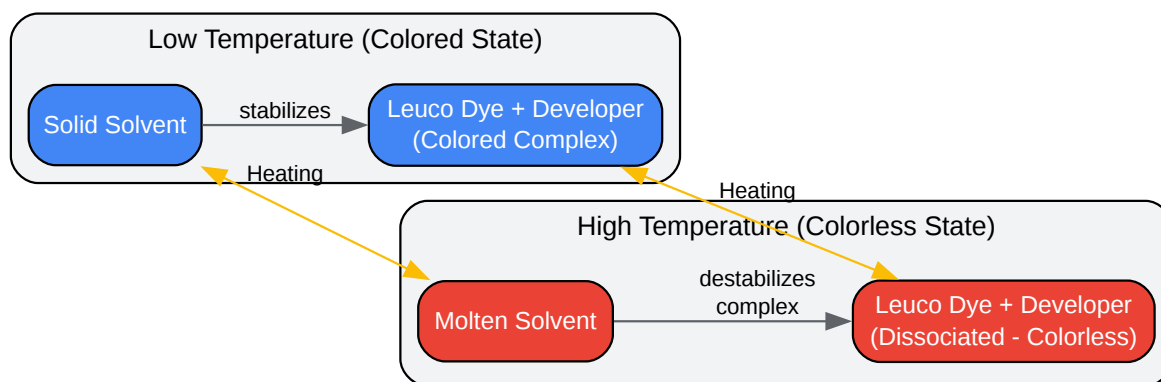 Low Temperature (Colored State)
Solid Solvent
stabilizes
Leuco Dye + Developer
(Colored Complex)
Heating
Heating
High Temperature (Colorless State)
Molten Solvent
destabilizes
complex
Leuco Dye + Developer
(Dissociated - Colorless)